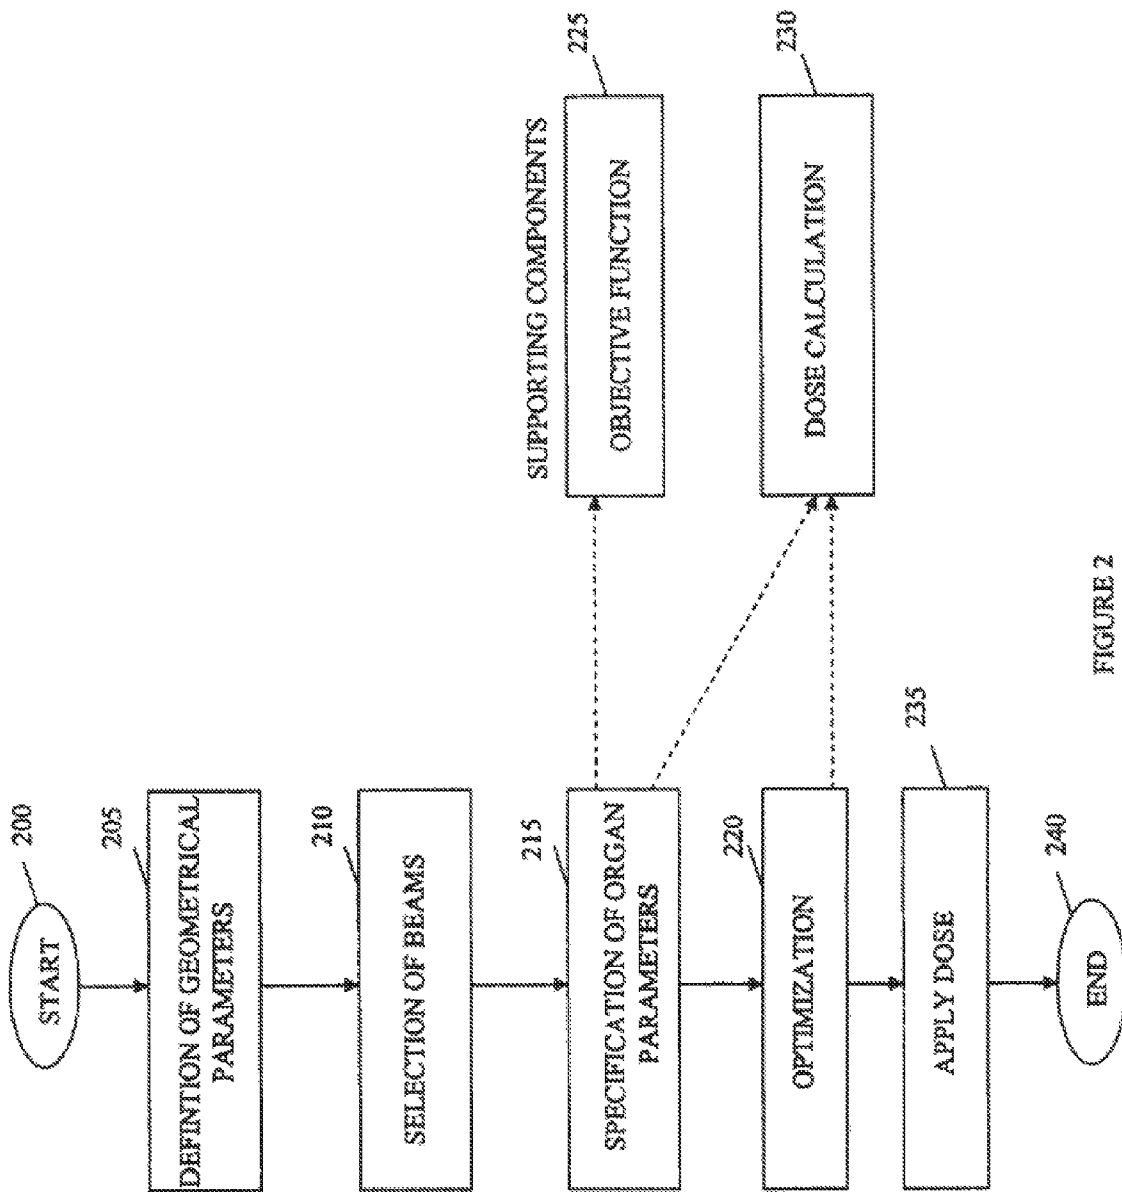 START
200
DEFINTION OF GEOMETRICAL
PARAMETERS
205
SELECTION OF BEAMS
210
SPECIFICATION OF ORGAN
PARAMETERS
215
OPTIMIZATION
220
APPLY DOSE
235
END
240
SUPPORTING COMPONENTS
OBJECTIVE FUNCTION
225
DOSE CALCULATION
230
FIGURE 2